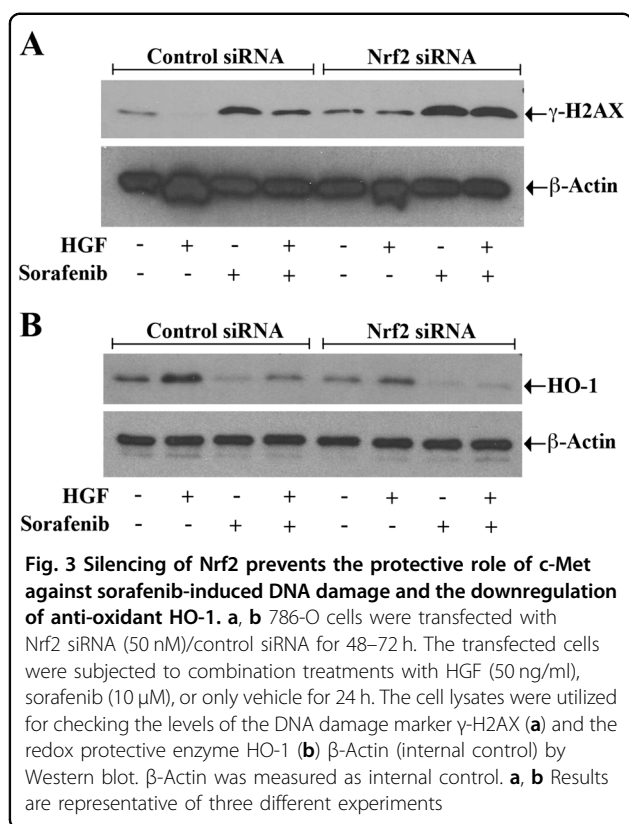 A
Control siRNA Nrf2 siRNA
γ-H2AX
β-Actin
HGF - + - + - + - +
Sorafenib - - + + - - + +
B
Control siRNA Nrf2 siRNA
HO-1
β-Actin
HGF - + - + - + - +
Sorafenib - - + + - - + +
Fig. 3 Silencing of Nrf2 prevents the protective role of c-Met
against sorafenib-induced DNA damage and the downregulation
of anti-oxidant HO-1. a, b 786-O cells were transfected with
Nrf2 siRNA (50 nM)/control siRNA for 48–72 h. The transfected cells
were subjected to combination treatments with HGF (50 ng/ml),
sorafenib (10 μM), or only vehicle for 24 h. The cell lysates were utilized
for checking the levels of the DNA damage marker γ-H2AX (a) and the
redox protective enzyme HO-1 (b) β-Actin (internal control) by
Western blot. β-Actin was measured as internal control. a, b Results
are representative of three different experiments